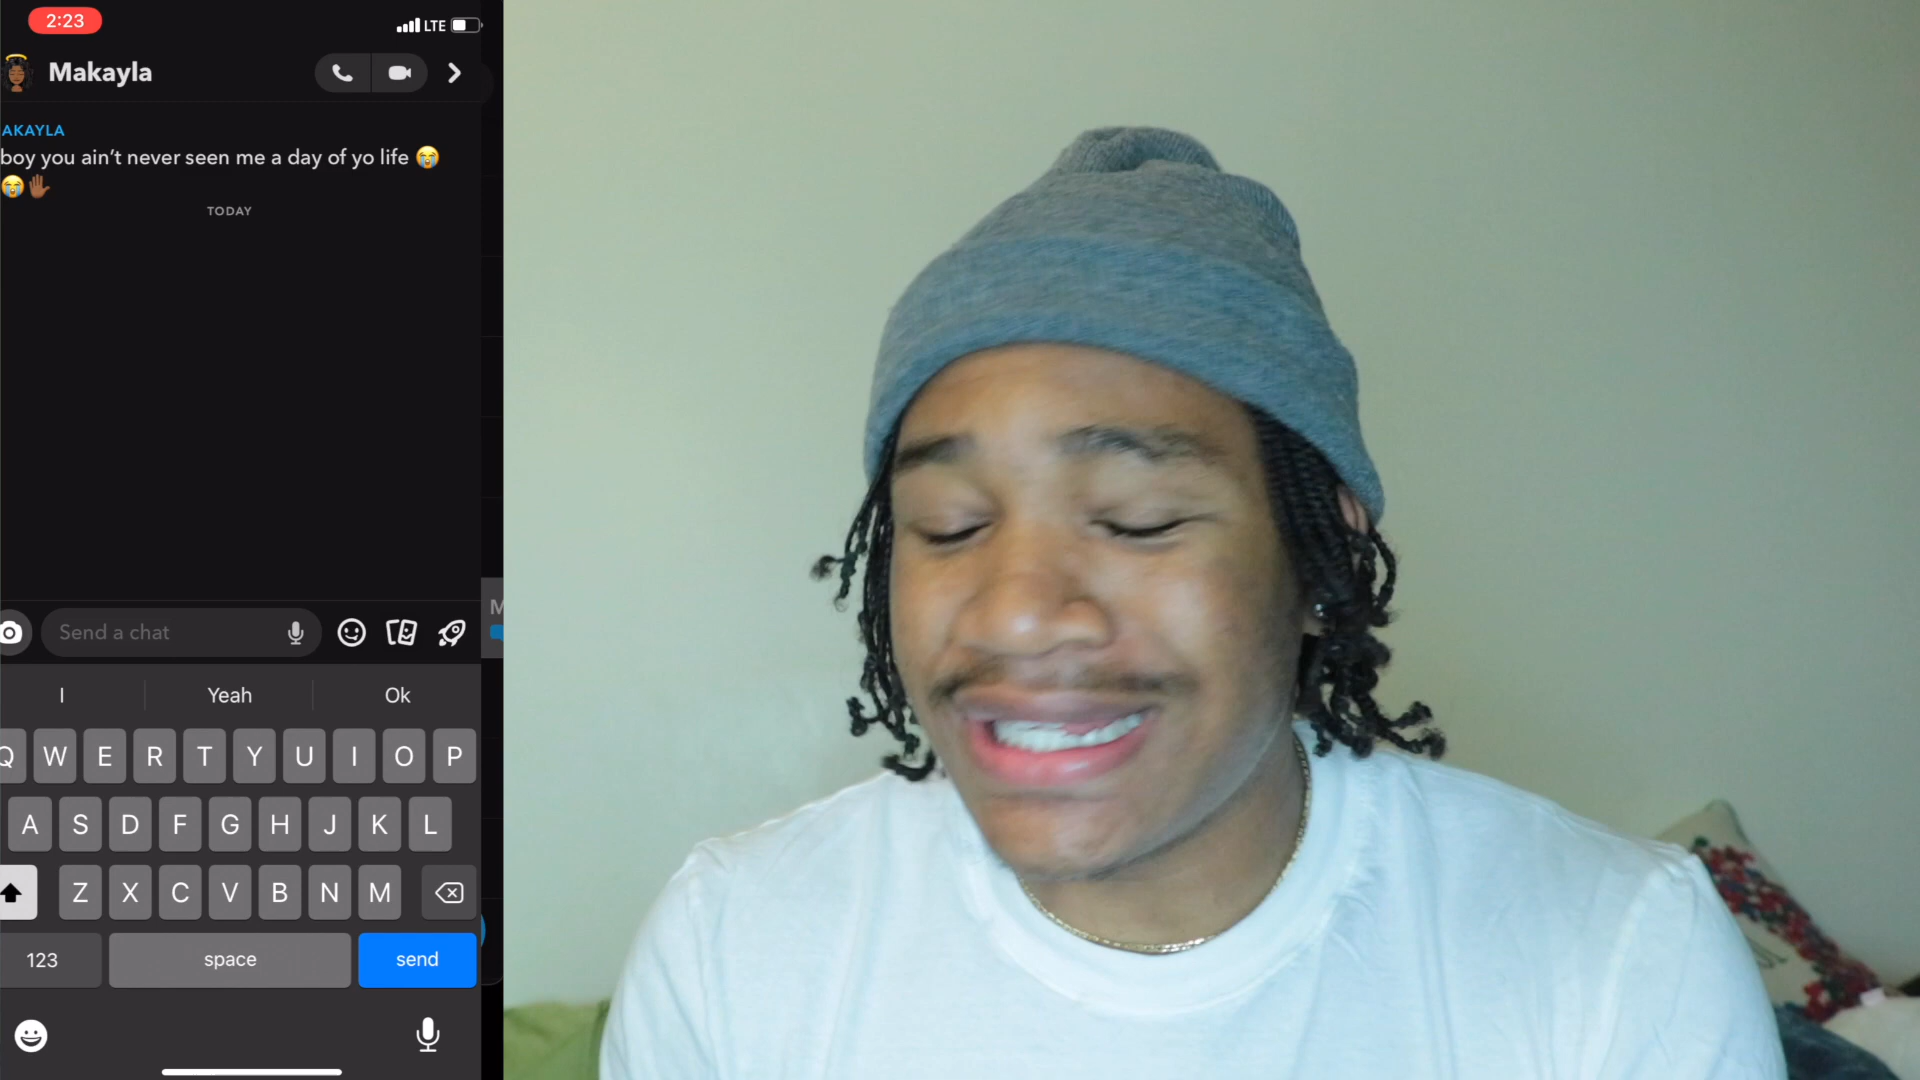 2:23
LTE
Makayla
AKAYLA
boy you ain’t never seen me a day of yo life 😭
😭✋🏾
TODAY
M
Send a chat
I Yeah Ok
Q W E R T Y U I O P
A S D F G H J K L
Z X C V B N M
123 space send